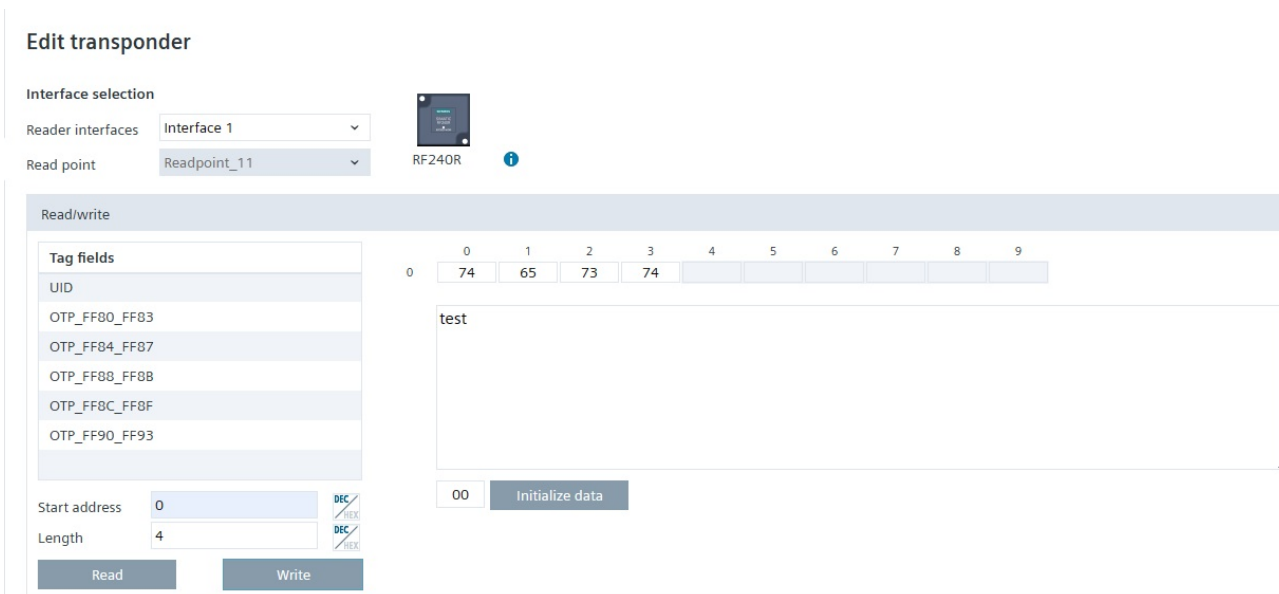 Edit transponder
Interface selection
Reader interfaces Interface 1
Read point Readpoint_11
RF240R
Read/write
Tag fields
UID
OTP_FF80_FF83
OTP_FF84_FF87
OTP_FF88_FF8B
OTP_FF8C_FF8F
OTP_FF90_FF93
Start address 0 DEC/HEX
Length 4 DEC/HEX
Read Write
0 1 2 3 4 5 6 7 8 9
0 74 65 73 74
test
00 Initialize data